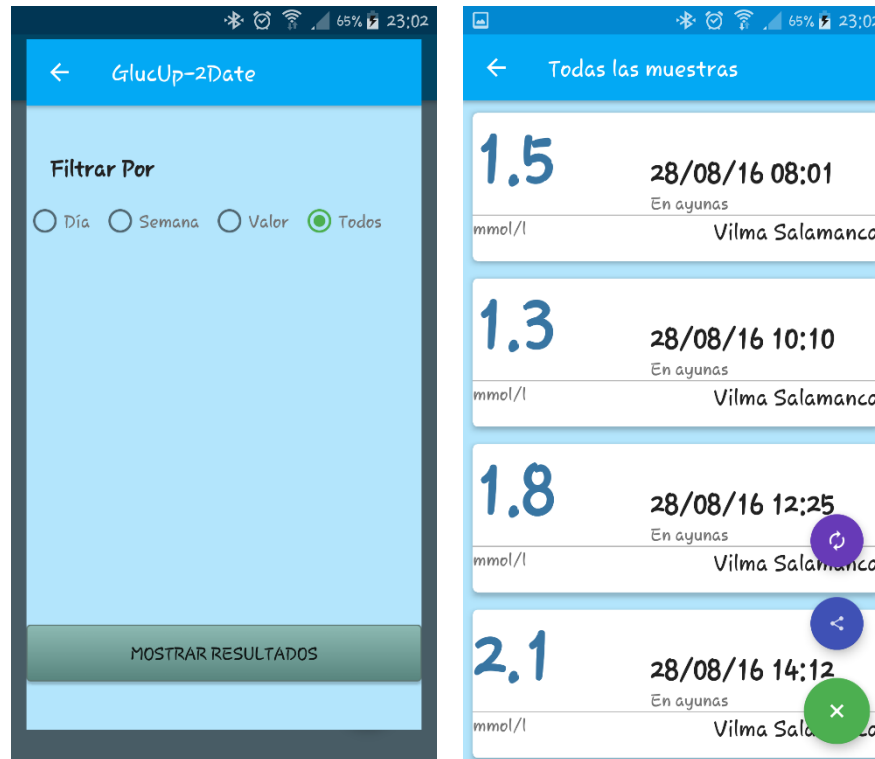 65% 23:02
GlucUp-2Date
Filtrar Por
Día Semana Valor Todos
MOSTRAR RESULTADOS
65% 23:02
Todas las muestras
1.5
28/08/16 08:01
En ayunas
mmol/l Vilma Salamanca
1.3
28/08/16 10:10
En ayunas
mmol/l Vilma Salamanca
1.8
28/08/16 12:25
En ayunas
mmol/l Vilma Salamanca
2.1
28/08/16 14:12
En ayunas
mmol/l Vilma